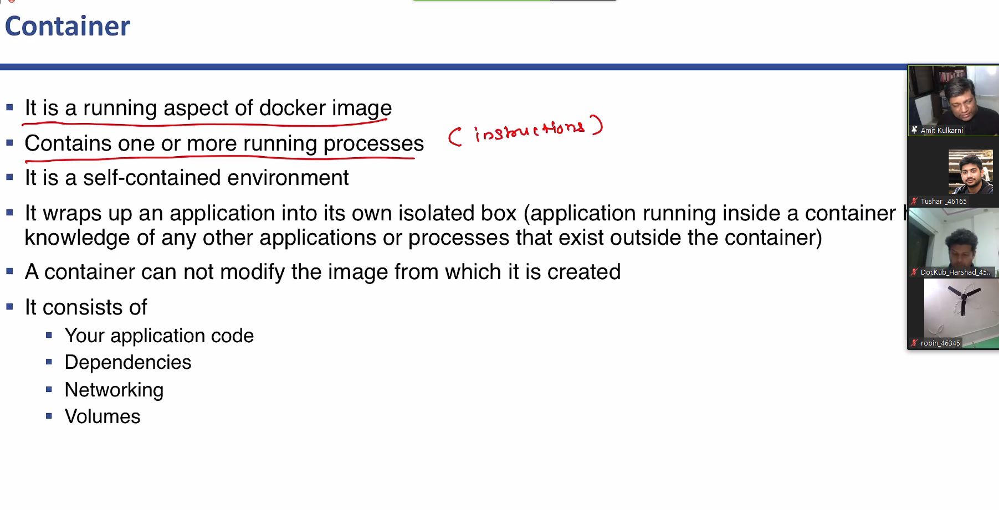 Container
It is a running aspect of docker image
Contains one or more running processes (instructions)
It is a self-contained environment
It wraps up an application into its own isolated box (application running inside a container
knowledge of any other applications or processes that exist outside the container)
A container can not modify the image from which it is created
It consists of
Your application code
Dependencies
Networking
Volumes
Amit Kulkarni
Tushar _46165
DocKub_Harshad_45...
robin_46345